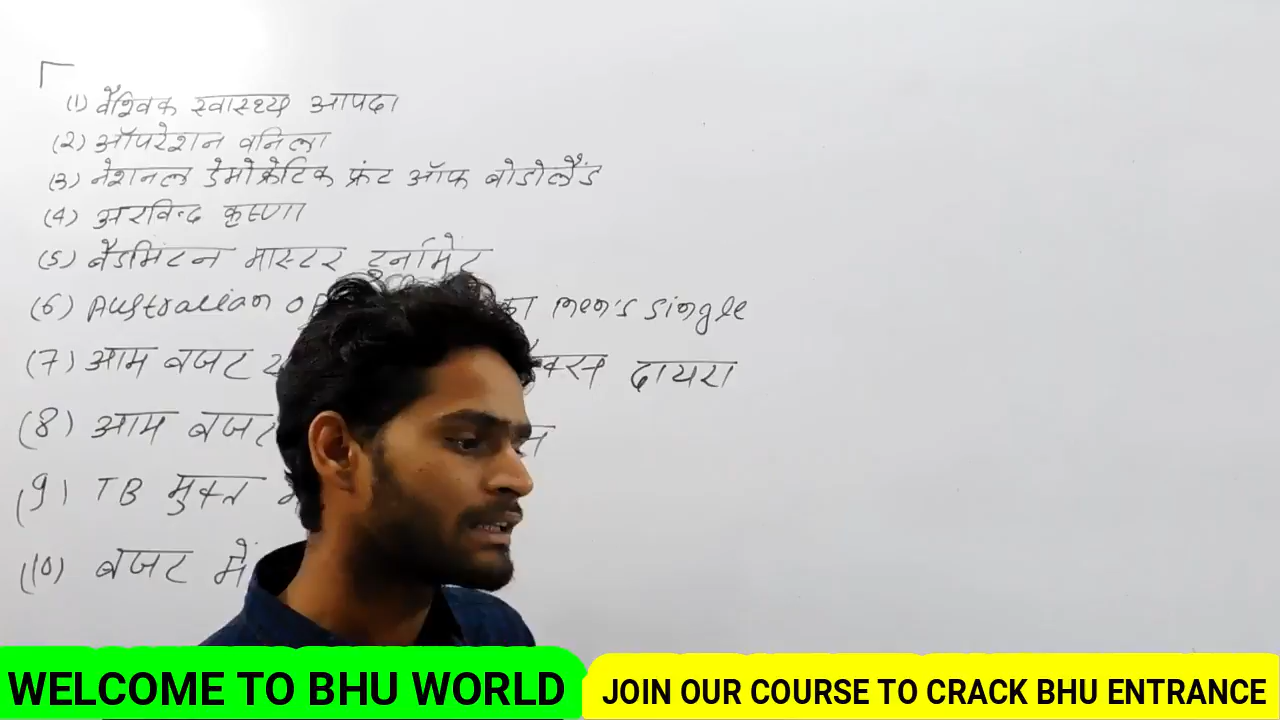 (1) वैश्विक स्वास्थ्य आपदा
(2) ऑपरेशन वनिला
(3) नेशनल डेमोक्रेटिक फ्रंट ऑफ बोडोलैंड
(4) अरविन्द कृष्णा
(5) बैडमिंटन मास्टर टुर्नामेंट
(6) Australian का men's single
(7) आम बजट दायरा
(8) आम बजट
(9) TB मुक्त
(10) बजट में
WELCOME TO BHU WORLD
JOIN OUR COURSE TO CRACK BHU ENTRANCE